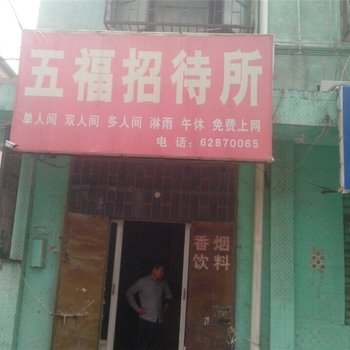 五福招待所
单人间 双人间 多人间 淋雨 午休 免费上网
电话：62870065
香烟
饮料